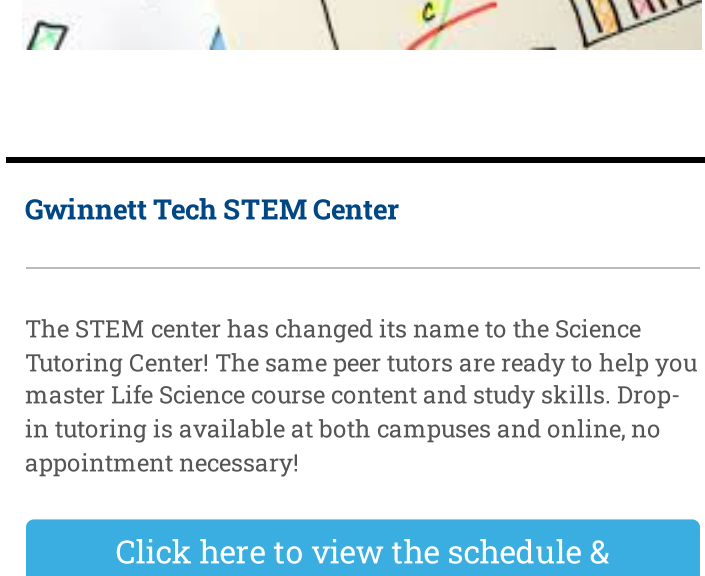 c
Gwinnett Tech STEM Center
The STEM center has changed its name to the Science
Tutoring Center! The same peer tutors are ready to help you
master Life Science course content and study skills. Drop-
in tutoring is available at both campuses and online, no
appointment necessary!
Click here to view the schedule &